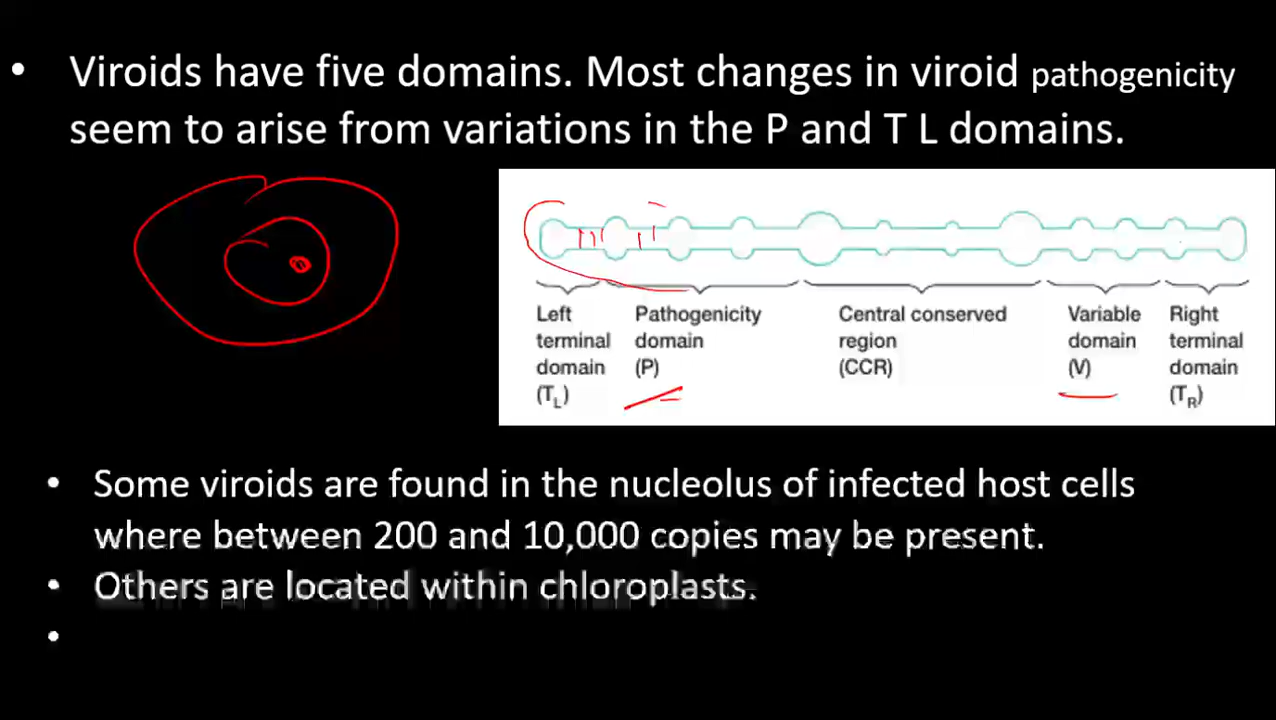 • Viroids have five domains. Most changes in viroid pathogenicity
seem to arise from variations in the P and T L domains.
Left terminal domain (TL)
Pathogenicity domain (P)
Central conserved region (CCR)
Variable domain (V)
Right terminal domain (TR)
• Some viroids are found in the nucleolus of infected host cells
where between 200 and 10,000 copies may be present.
• Others are located within chloroplasts.
•